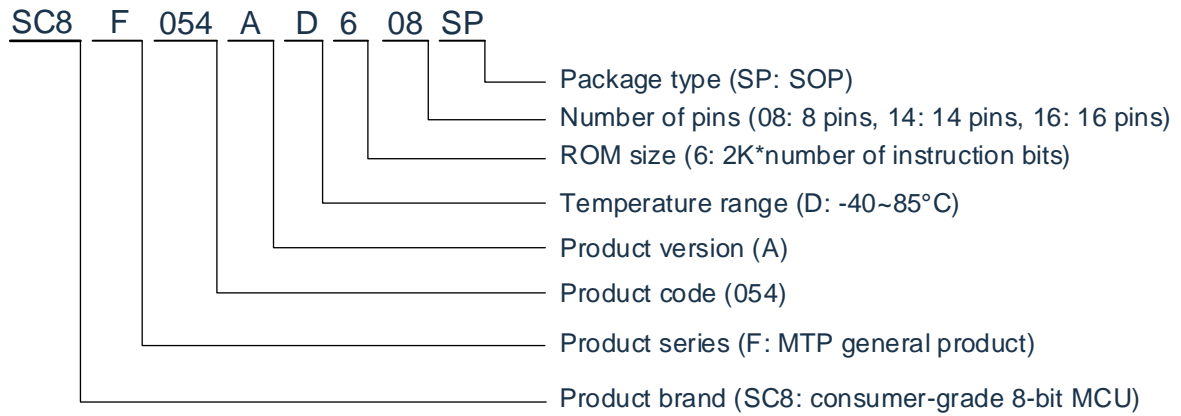 SC8 F 054 A D 6 08 SP
Package type (SP: SOP)
Number of pins (08: 8 pins, 14: 14 pins, 16: 16 pins)
ROM size (6: 2K*number of instruction bits)
Temperature range (D: -40~85°C)
Product version (A)
Product code (054)
Product series (F: MTP general product)
Product brand (SC8: consumer-grade 8-bit MCU)